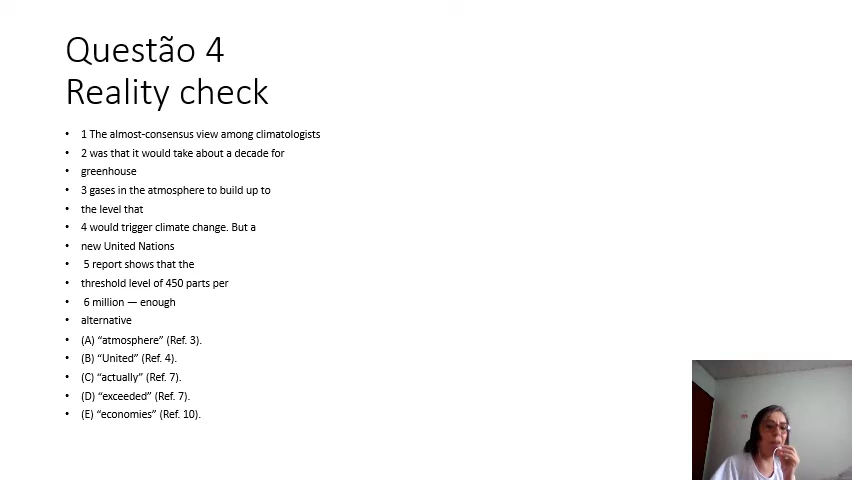 Questão 4
Reality check
• 1 The almost-consensus view among climatologists
• 2 was that it would take about a decade for
• greenhouse
• 3 gases in the atmosphere to build up to
• the level that
• 4 would trigger climate change. But a
• new United Nations
• 5 report shows that the
• threshold level of 450 parts per
• 6 million — enough
• alternative
• (A) “atmosphere” (Ref. 3).
• (B) “United” (Ref. 4).
• (C) “actually” (Ref. 7).
• (D) “exceeded” (Ref. 7).
• (E) “economies” (Ref. 10).